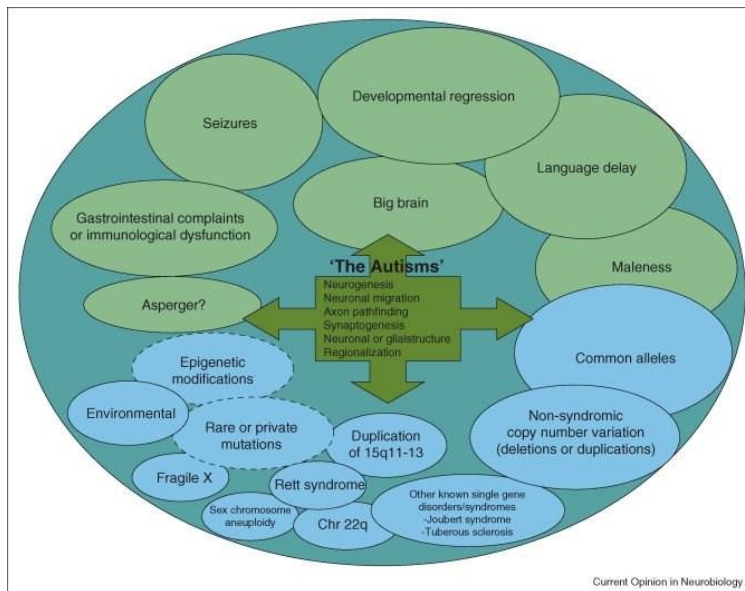 Developmental regression
Seizures
Language delay
Big brain
Gastrointestinal complaints
or immunological dysfunction
Maleness
'The Autisms'
Neurogenesis
Neuronal migration
Axon pathfinding
Synaptogenesis
Neuronal or glialstructure
Regionalization
Asperger?
Common alleles
Epigenetic
modifications
Environmental
Rare or private
mutations
Duplication
of 15q11-13
Non-syndromic
copy number variation
(deletions or duplications)
Fragile X
Rett syndrome
Other known single gene
disorders/syndromes
-Joubert syndrome
-Tuberous sclerosis
Sex chromosome
aneuploidy
Chr 22q
Current Opinion in Neurobiology